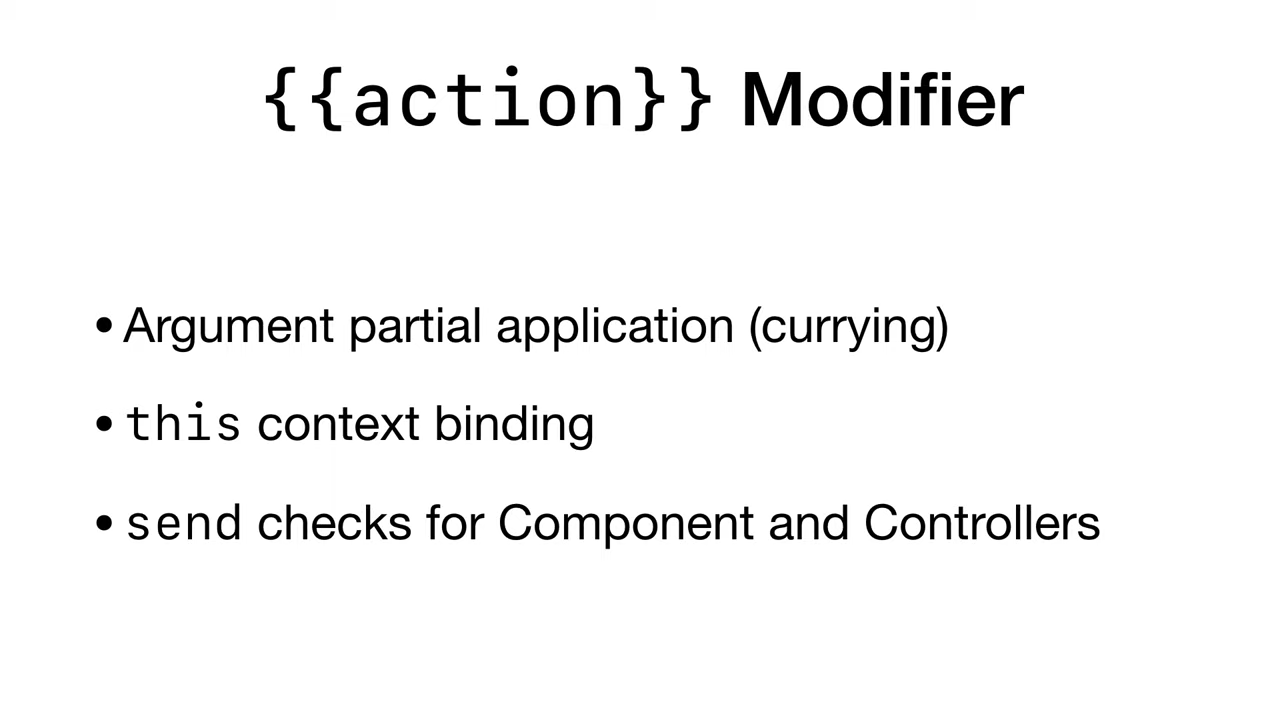 {{action}} Modifier
• Argument partial application (currying)
• this context binding
• send checks for Component and Controllers